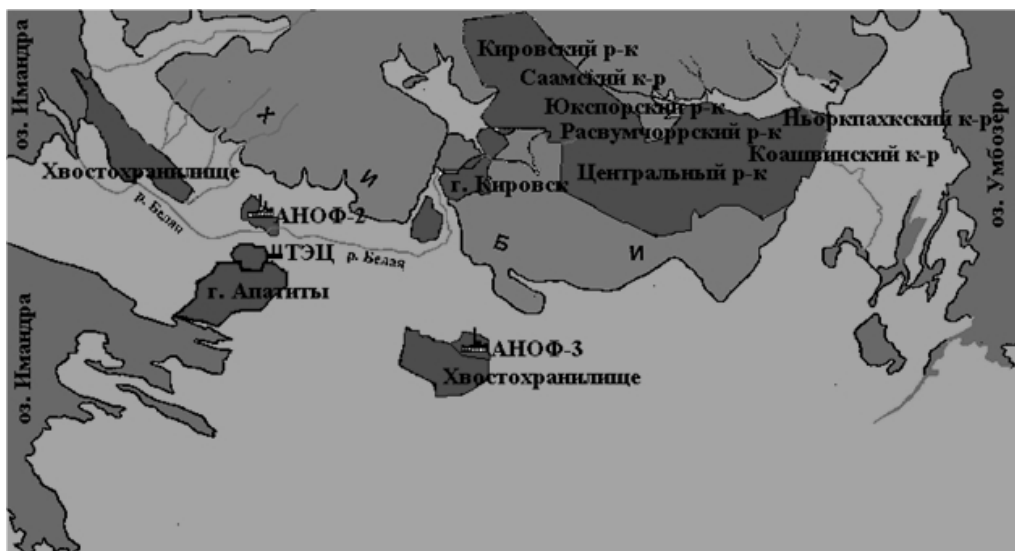 оз. Имандра
Кировский р-к
Саамский к-р
Юкспорский р-к
Расвумчоррский р-к
Ньоркпахкский к-р
Коашвинский к-р
Центральный р-к
Х И Б И Н Ы
Хвостохранилище
г. Кировск
оз. Умбозеро
р. Белая
АНОФ-2
ТЭЦ
р. Белая
г. Апатиты
оз. Имандра
АНОФ-3
Хвостохранилище